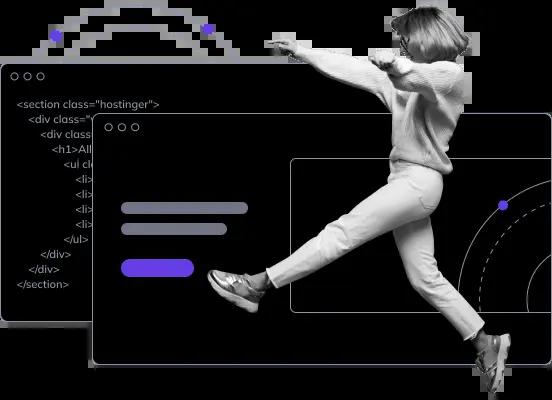 <section class="hostinger">
<div class="
<div class
<h1>All
<ul cl
<li>
<li>
<li>
<li>
</ul>
</div>
</div>
</section>